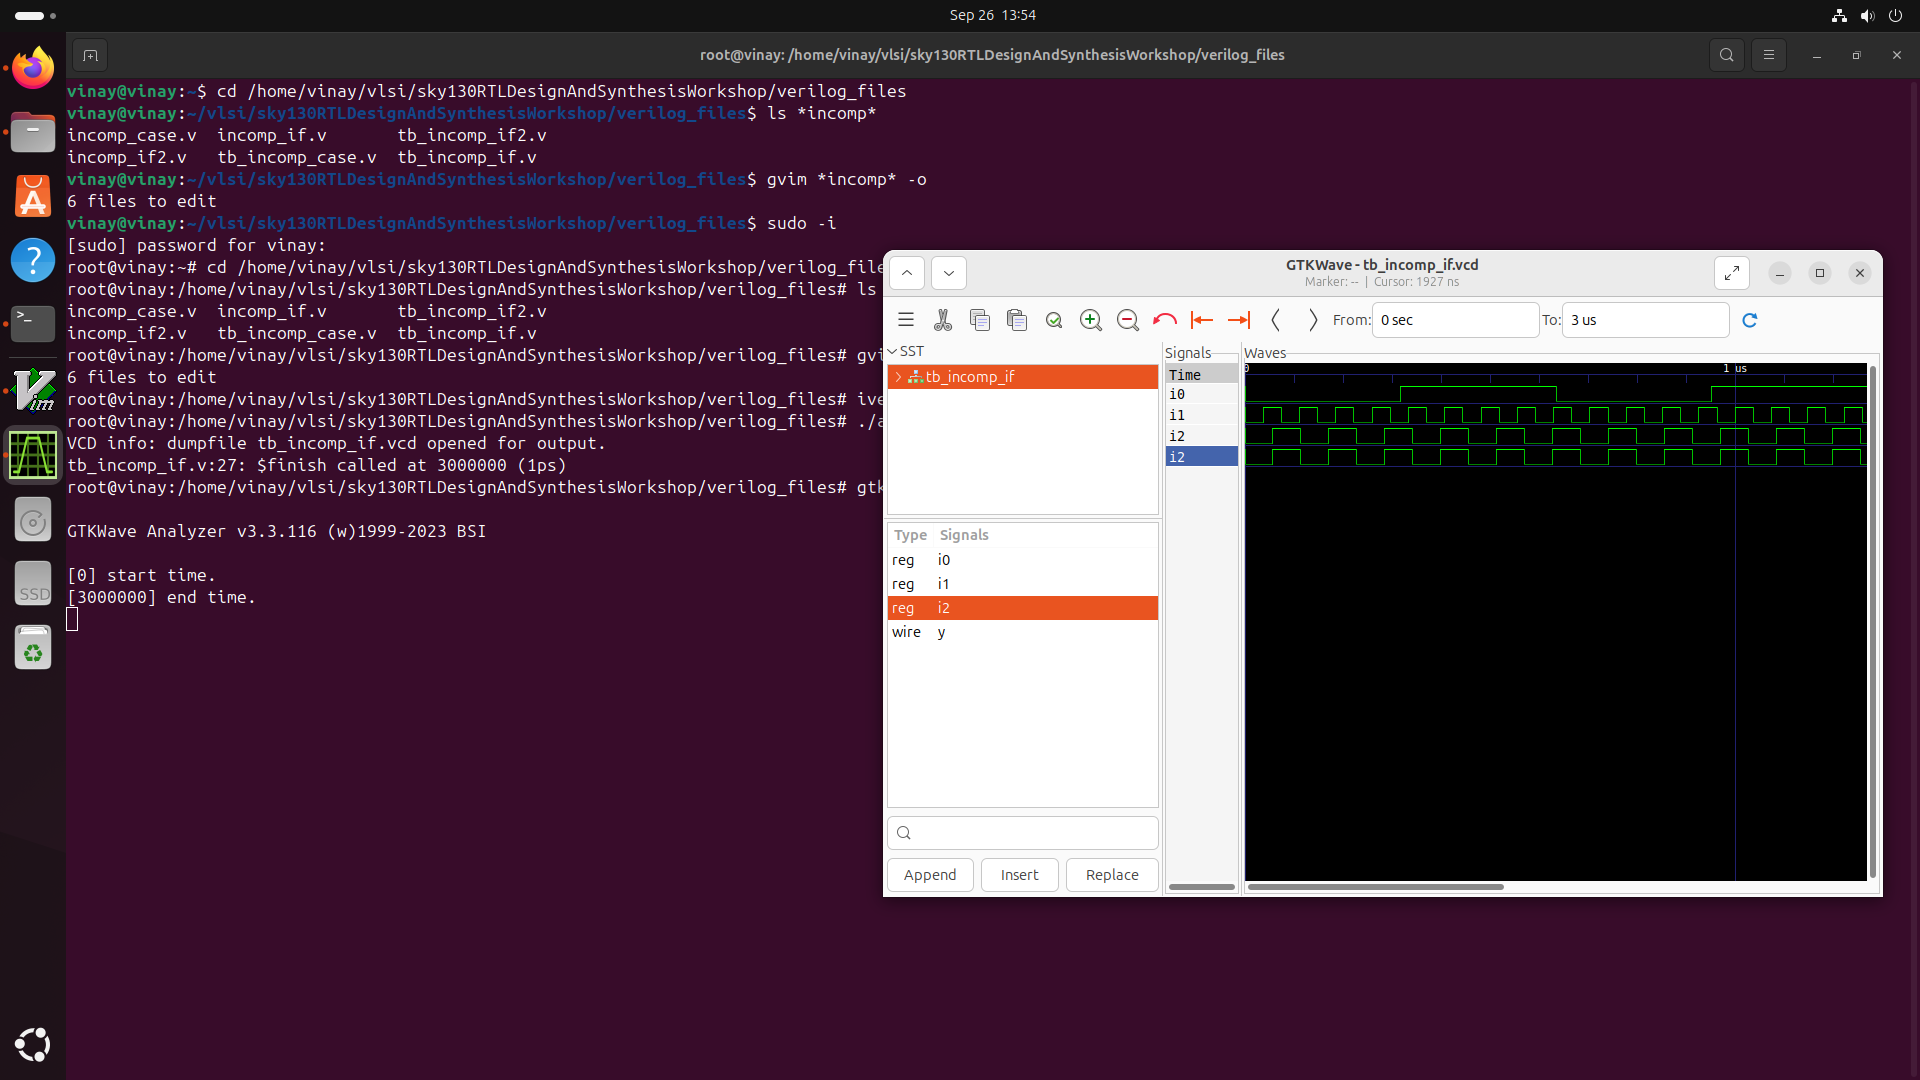 Sep 26 13:54
root@vinay: /home/vinay/vlsi/sky130RTLDesignAndSynthesisWorkshop/verilog_files
vinay@vinay:~$ cd /home/vinay/vlsi/sky130RTLDesignAndSynthesisWorkshop/verilog_files
vinay@vinay:~/vlsi/sky130RTLDesignAndSynthesisWorkshop/verilog_files$ ls *incomp*
incomp_case.v incomp_if.v tb_incomp_if2.v
incomp_if2.v tb_incomp_case.v tb_incomp_if.v
vinay@vinay:~/vlsi/sky130RTLDesignAndSynthesisWorkshop/verilog_files$ gvim *incomp* -o
6 files to edit
vinay@vinay:~/vlsi/sky130RTLDesignAndSynthesisWorkshop/verilog_files$ sudo -i
[sudo] password for vinay:
root@vinay:~# cd /home/vinay/vlsi/sky130RTLDesignAndSynthesisWorkshop/verilog_file
root@vinay:/home/vinay/vlsi/sky130RTLDesignAndSynthesisWorkshop/verilog_files# ls
incomp_case.v incomp_if.v tb_incomp_if2.v
incomp_if2.v tb_incomp_case.v tb_incomp_if.v
root@vinay:/home/vinay/vlsi/sky130RTLDesignAndSynthesisWorkshop/verilog_files# gvi
6 files to edit
root@vinay:/home/vinay/vlsi/sky130RTLDesignAndSynthesisWorkshop/verilog_files# ive
root@vinay:/home/vinay/vlsi/sky130RTLDesignAndSynthesisWorkshop/verilog_files# ./a
VCD info: dumpfile tb_incomp_if.vcd opened for output.
tb_incomp_if.v:27: $finish called at 3000000 (1ps)
root@vinay:/home/vinay/vlsi/sky130RTLDesignAndSynthesisWorkshop/verilog_files# gtk
GTKWave Analyzer v3.3.116 (w)1999-2023 BSI
[0] start time.
[3000000] end time.
SSD
GTKWave - tb_incomp_if.vcd
Marker: -- | Cursor: 1927 ns
From: 0 sec To: 3 us
SST
tb_incomp_if
Type Signals
reg i0
reg i1
reg i2
wire y
Append Insert Replace
Signals
Time
i0
i1
i2
i2
Waves
0 1 us